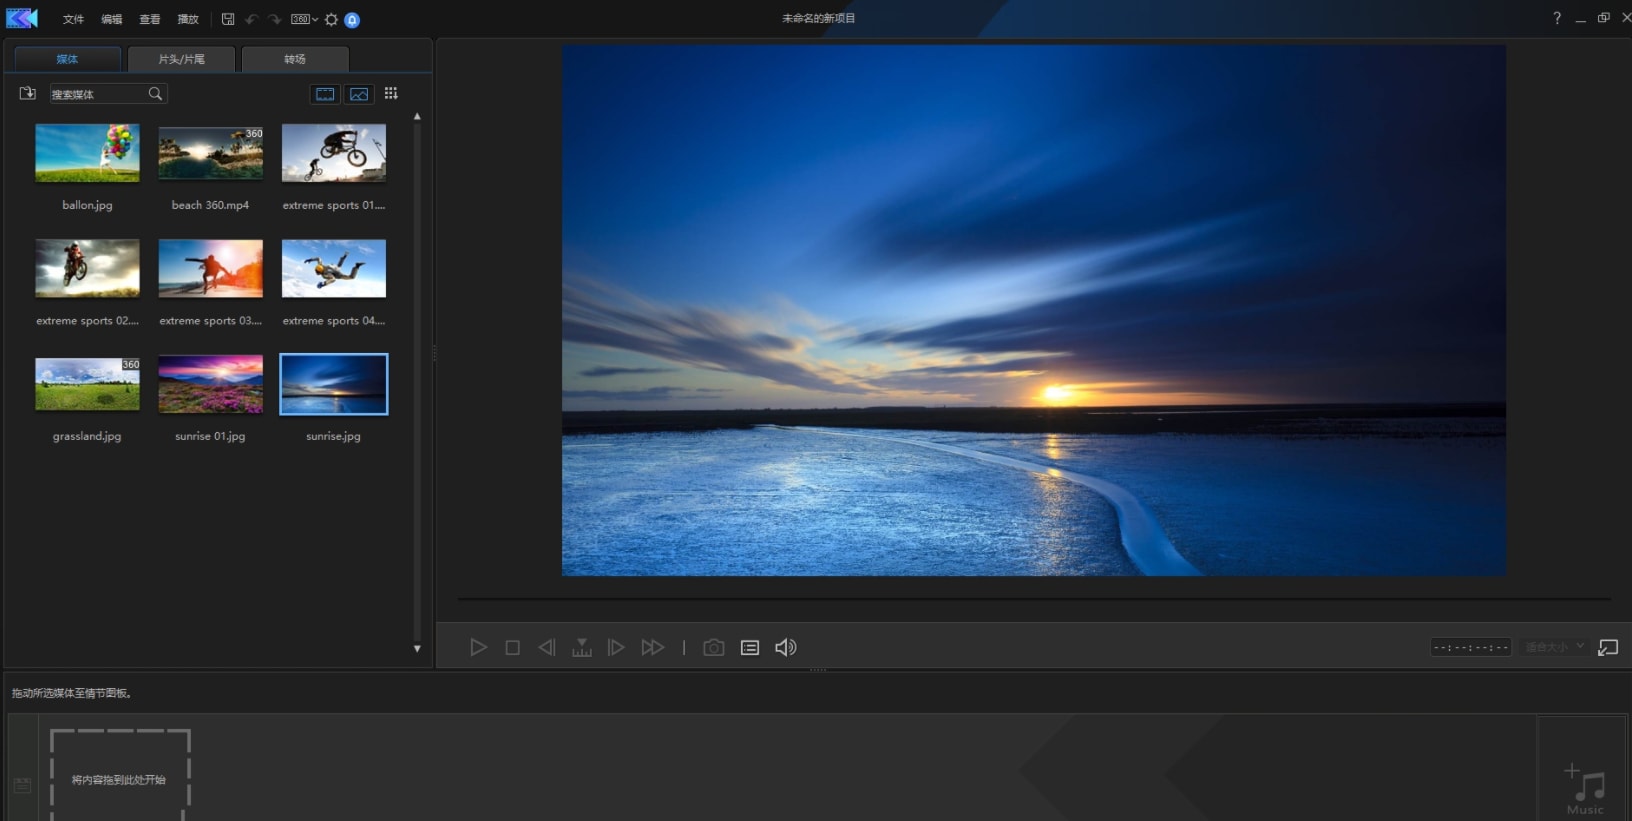 文件 编辑 查看 播放 360 未命名的新项目 ?
媒体 片头/片尾 转场
搜索媒体
360
ballon.jpg beach 360.mp4 extreme sports 01....
extreme sports 02.... extreme sports 03.... extreme sports 04....
360
grassland.jpg sunrise 01.jpg sunrise.jpg
--:--:--:-- 适合大小
拖动所选媒体至情节图板。
将内容拖到此处开始
Music